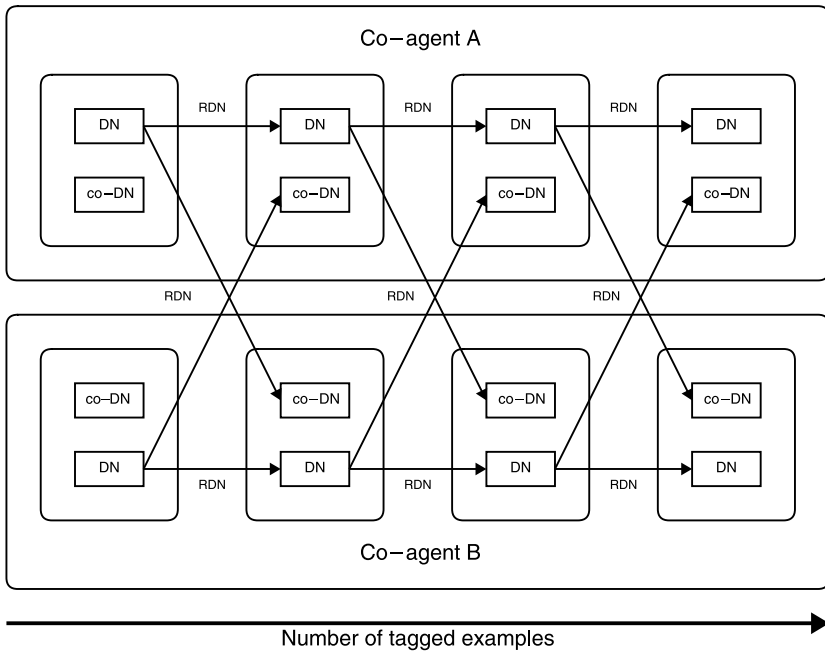 Co–agent A
RDN RDN RDN
DN DN DN DN
co–DN co–DN co–DN co–DN
RDN RDN RDN
co–DN co–DN co–DN co–DN
DN DN DN DN
RDN RDN RDN
Co–agent B
Number of tagged examples